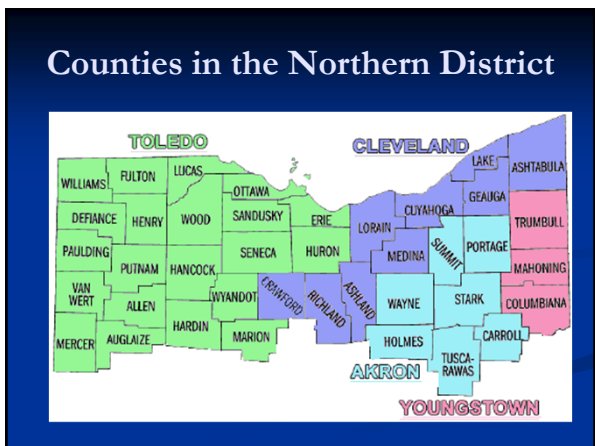 Counties in the Northern District
TOLEDO
CLEVELAND
WILLIAMS
FULTON
LUCAS
OTTAWA
LAKE
ASHTABULA
GEAUGA
CUYAHOGA
DEFIANCE
HENRY
WOOD
SANDUSKY
ERIE
LORAIN
TRUMBULL
PAULDING
PUTNAM
HANCOCK
SENECA
HURON
MEDINA
SUMMIT
PORTAGE
MAHONING
VAN
WERT
ALLEN
WYANDOT
CRAWFORD
RICHLAND
ASHLAND
WAYNE
STARK
COLUMBIANA
MERCER
AUGLAIZE
HARDIN
MARION
HOLMES
TUSCA-
RAWAS
CARROLL
AKRON
YOUNGSTOWN